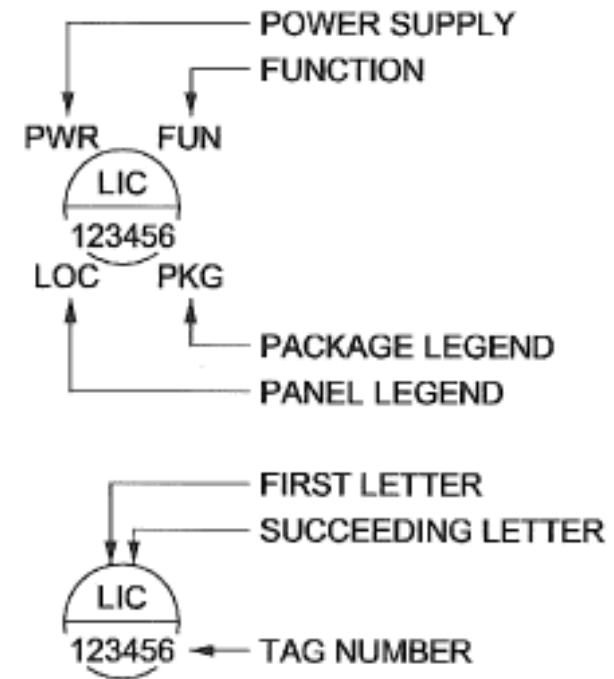 POWER SUPPLY
FUNCTION
PWR FUN
LIC
123456
LOC PKG
PACKAGE LEGEND
PANEL LEGEND
FIRST LETTER
SUCCEEDING LETTER
LIC
123456 TAG NUMBER